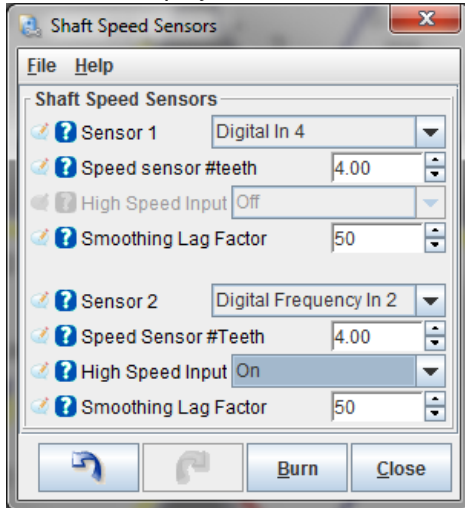 Shaft Speed Sensors
x
File Help
Shaft Speed Sensors
? Sensor 1 Digital In 4
? Speed sensor #teeth 4.00
? High Speed Input Off
? Smoothing Lag Factor 50
? Sensor 2 Digital Frequency In 2
? Speed Sensor #Teeth 4.00
? High Speed Input On
? Smoothing Lag Factor 50
Burn Close